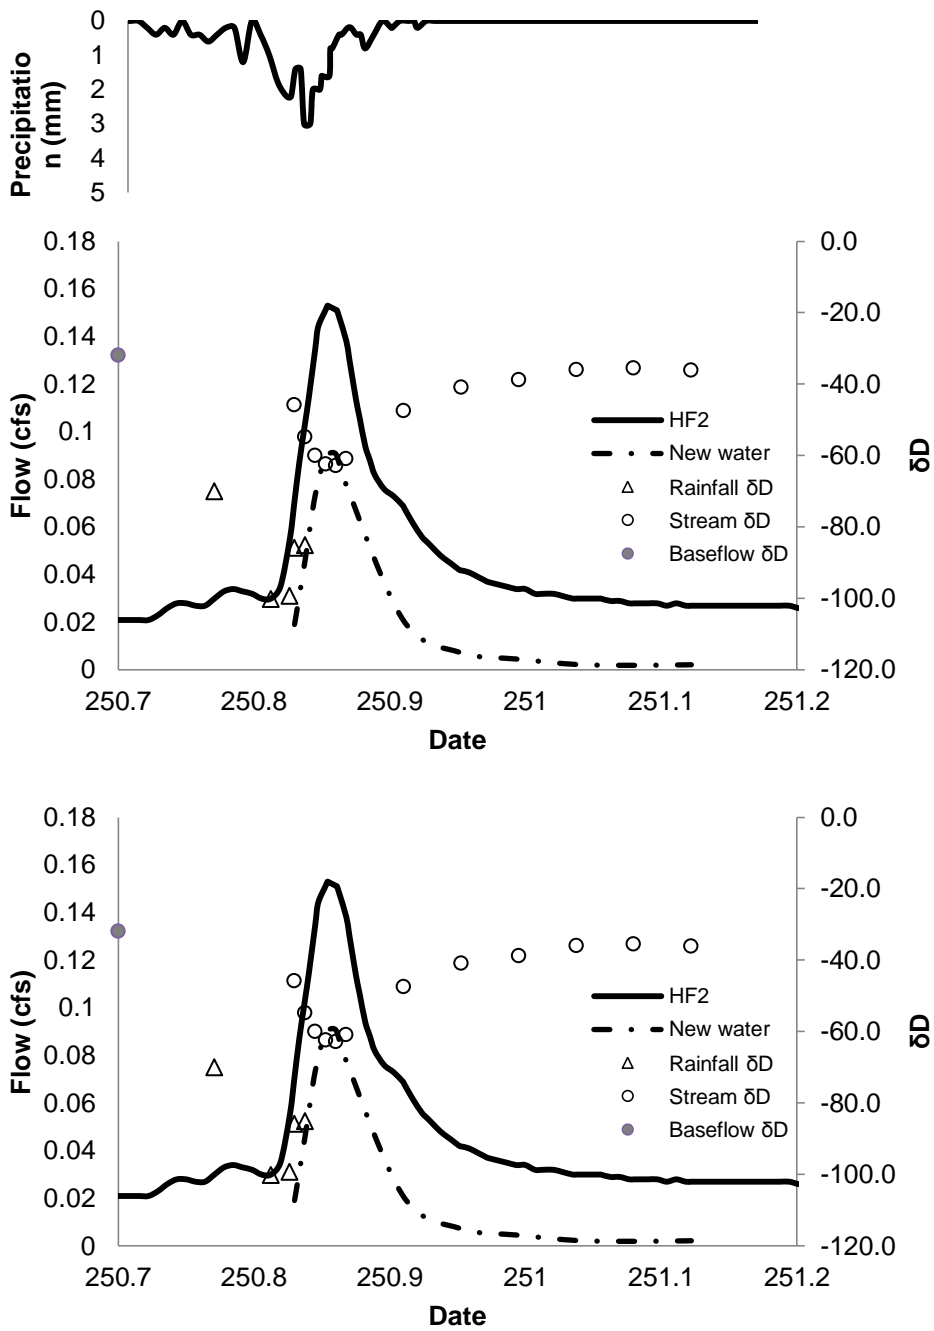 0
1
2
3
4
5
Precipitatio
n (mm)
0.18
0.16
0.14
0.12
0.1
0.08
0.06
0.04
0.02
0
Flow (cfs)
0.0
-20.0
-40.0
-60.0
-80.0
-100.0
-120.0
δD
HF2
New water
Rainfall δD
Stream δD
Baseflow δD
250.7 250.8 250.9 251 251.1 251.2
Date
0.18
0.16
0.14
0.12
0.1
0.08
0.06
0.04
0.02
0
Flow (cfs)
0.0
-20.0
-40.0
-60.0
-80.0
-100.0
-120.0
δD
HF2
New water
Rainfall δD
Stream δD
Baseflow δD
250.7 250.8 250.9 251 251.1 251.2
Date